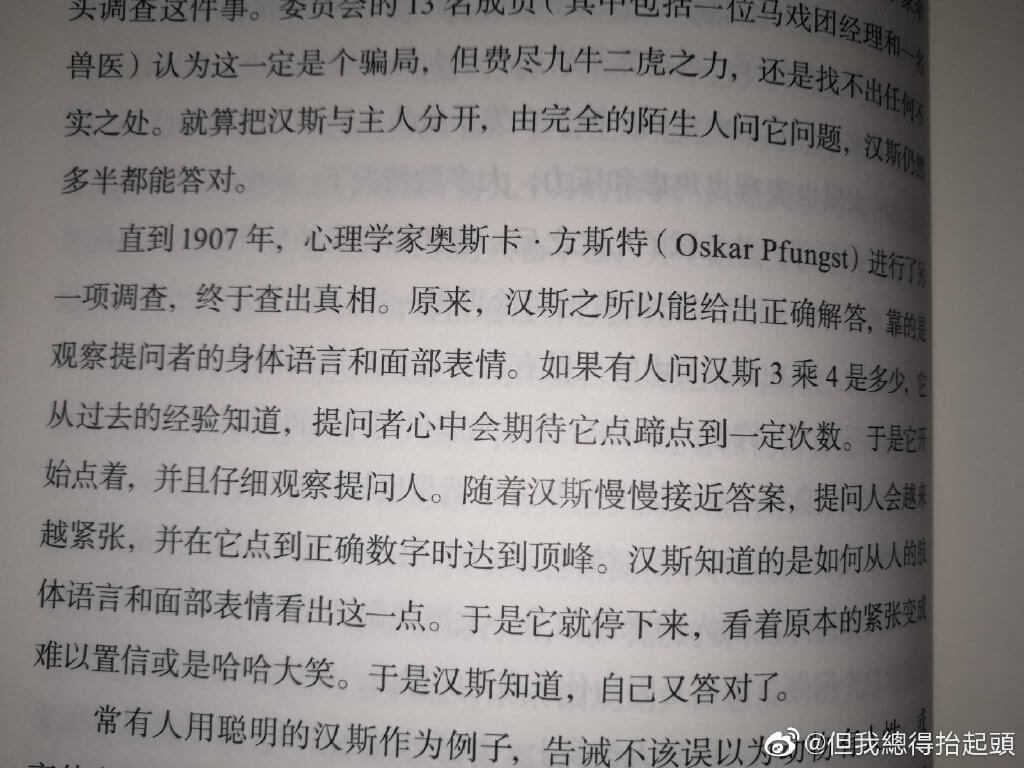 实调查这件事。委员会的13名成员（其中包括一位马戏团经理和一名
兽医）认为这一定是个骗局，但费尽九牛二虎之力，还是找不出任何不
实之处。就算把汉斯与主人分开，由完全的陌生人问它问题，汉斯仍然
多半都能答对。
直到1907年，心理学家奥斯卡·方斯特（Oskar Pfungst）进行了另
一项调查，终于查出真相。原来，汉斯之所以能给出正确解答，靠的是
观察提问者的身体语言和面部表情。如果有人问汉斯3乘4是多少，它
从过去的经验知道，提问者心中会期待它点蹄点到一定次数。于是它开
始点着，并且仔细观察提问人。随着汉斯慢慢接近答案，提问人会越来
越紧张，并在它点到正确数字时达到顶峰。汉斯知道的是如何从人的肢
体语言和面部表情看出这一点。于是它就停下来，看着原本的紧张变成
难以置信或是哈哈大笑。于是汉斯知道，自己又答对了。
常有人用聪明的汉斯作为例子，告诫不该误以为动物
@但我總得抬起頭